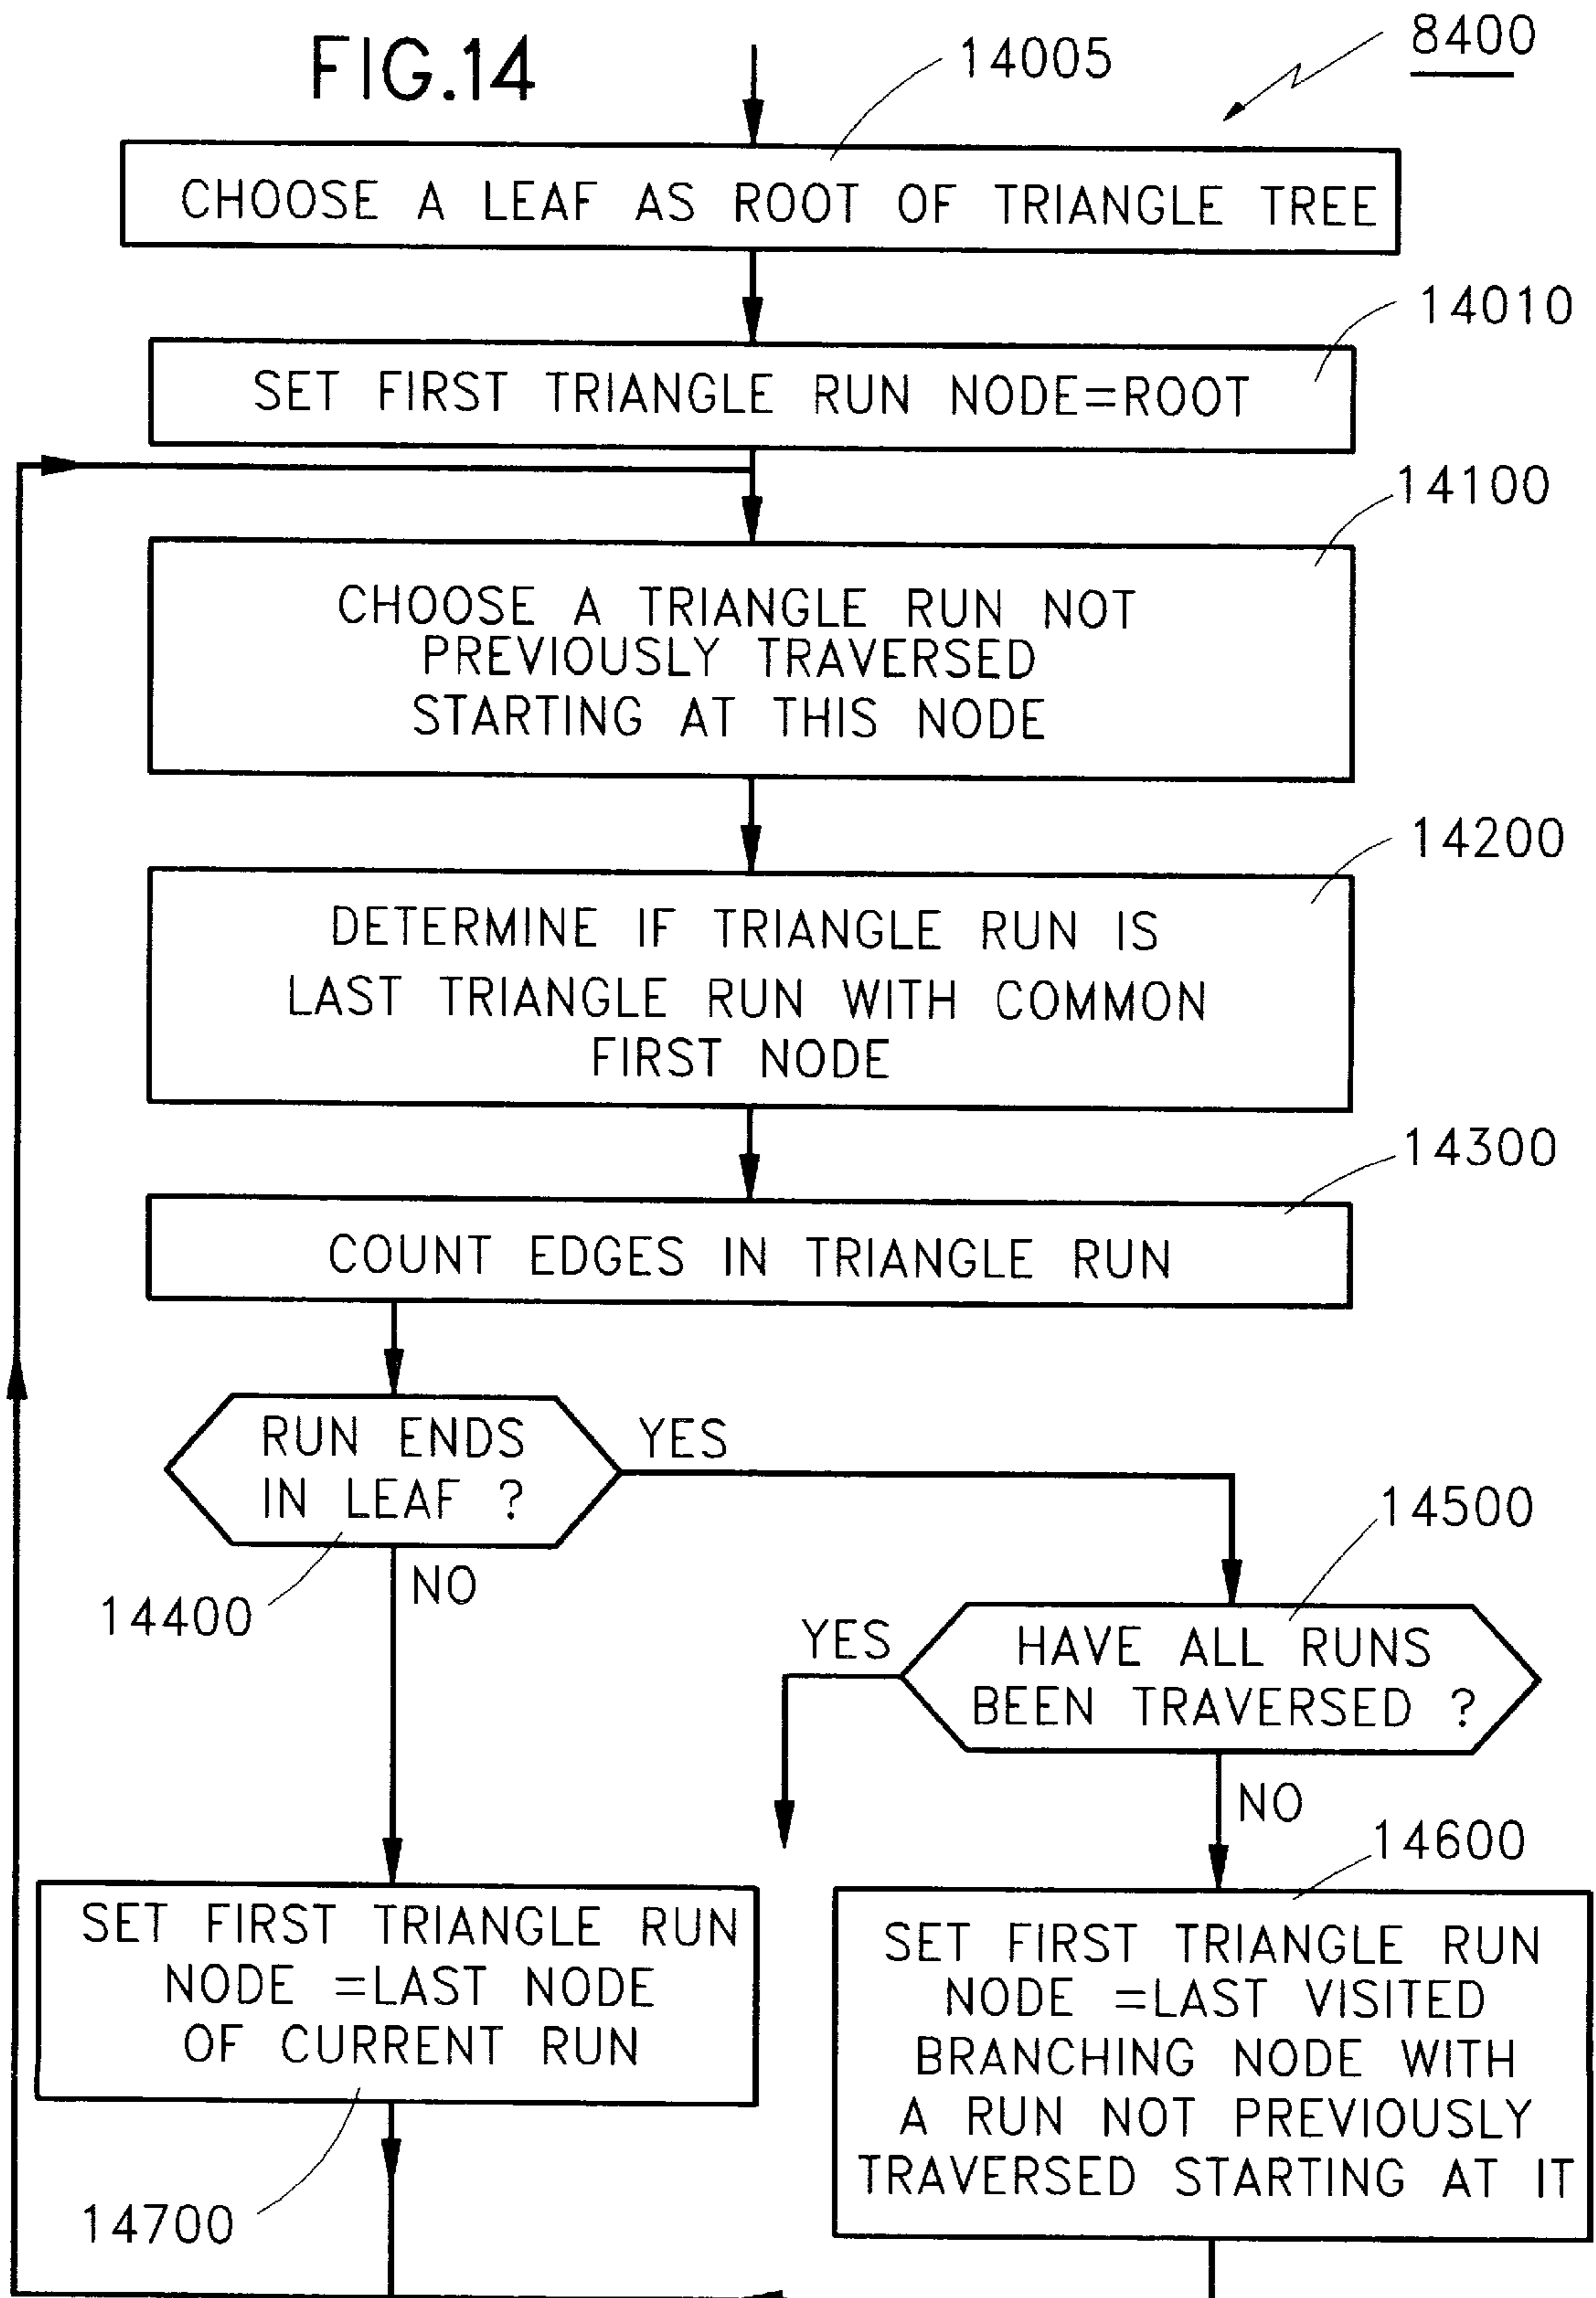 FIG.14
14005
8400
CHOOSE A LEAF AS ROOT OF TRIANGLE TREE
14010
SET FIRST TRIANGLE RUN NODE=ROOT
14100
CHOOSE A TRIANGLE RUN NOT
PREVIOUSLY TRAVERSED
STARTING AT THIS NODE
14200
DETERMINE IF TRIANGLE RUN IS
LAST TRIANGLE RUN WITH COMMON
FIRST NODE
14300
COUNT EDGES IN TRIANGLE RUN
RUN ENDS
IN LEAF ?
YES
NO
14400
14500
HAVE ALL RUNS
BEEN TRAVERSED ?
YES
NO
14600
SET FIRST TRIANGLE RUN
NODE =LAST NODE
OF CURRENT RUN
14700
SET FIRST TRIANGLE RUN
NODE =LAST VISITED
BRANCHING NODE WITH
A RUN NOT PREVIOUSLY
TRAVERSED STARTING AT IT